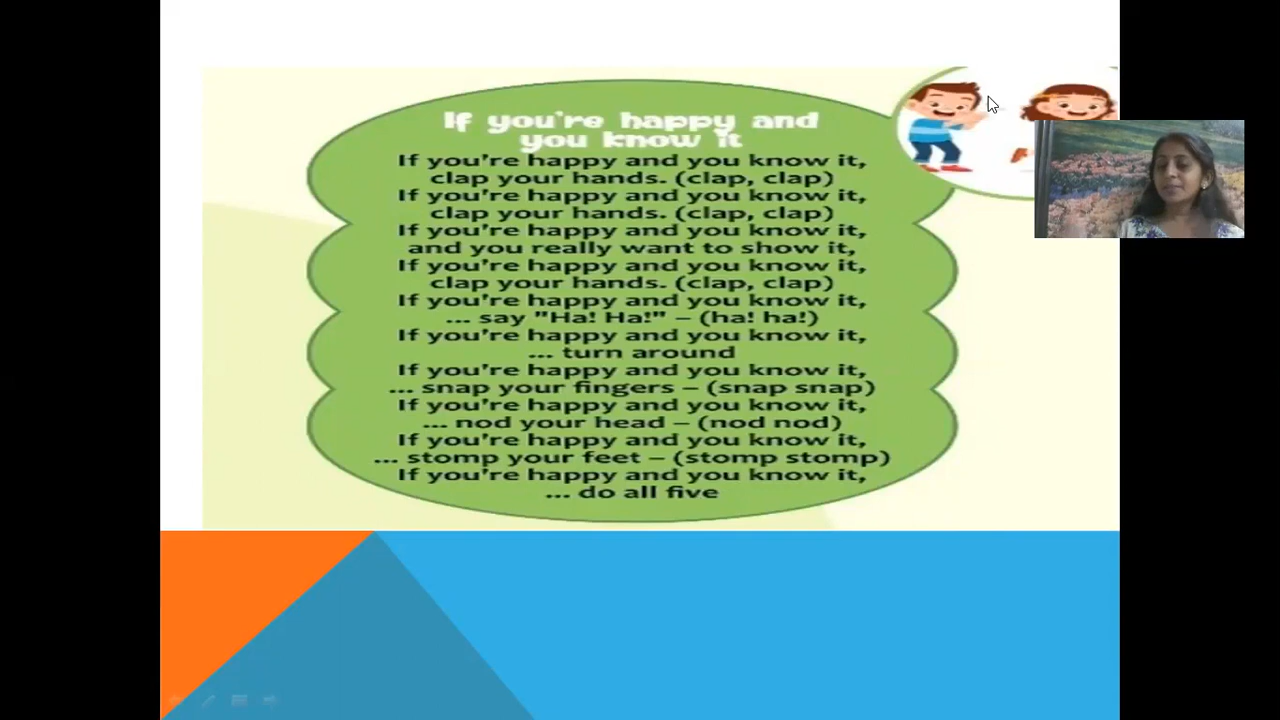 If you're happy and
you know it
If you're happy and you know it,
clap your hands. (clap, clap)
If you're happy and you know it,
clap your hands. (clap, clap)
If you're happy and you know it,
and you really want to show it,
If you're happy and you know it,
clap your hands. (clap, clap)
If you're happy and you know it,
... say "Ha! Ha!" – (ha! ha!)
If you're happy and you know it,
... turn around
If you're happy and you know it,
... snap your fingers – (snap snap)
If you're happy and you know it,
... nod your head – (nod nod)
If you're happy and you know it,
... stomp your feet – (stomp stomp)
If you're happy and you know it,
... do all five